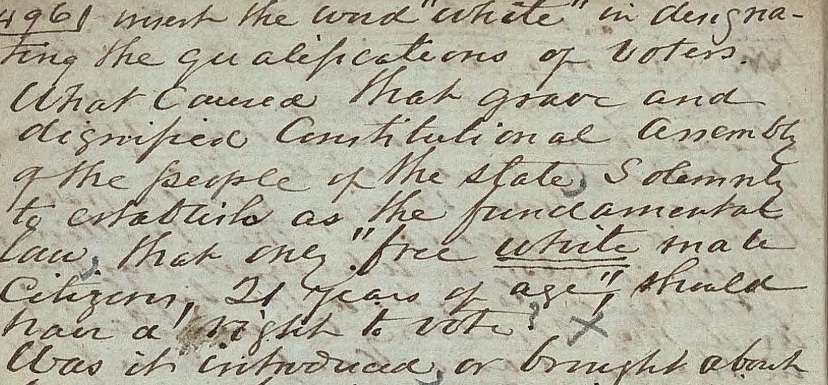 496) insert the word "white" in designa-
ting the qualifications of voters.
What caused that grave and
dignified Constitutional Assembly
of the people of the state, Solemnly
to establish as the fundamental
law, that only "free white male
Citizens, 21 years of age", should
have a right to vote? X
Was it introduced, or brought about